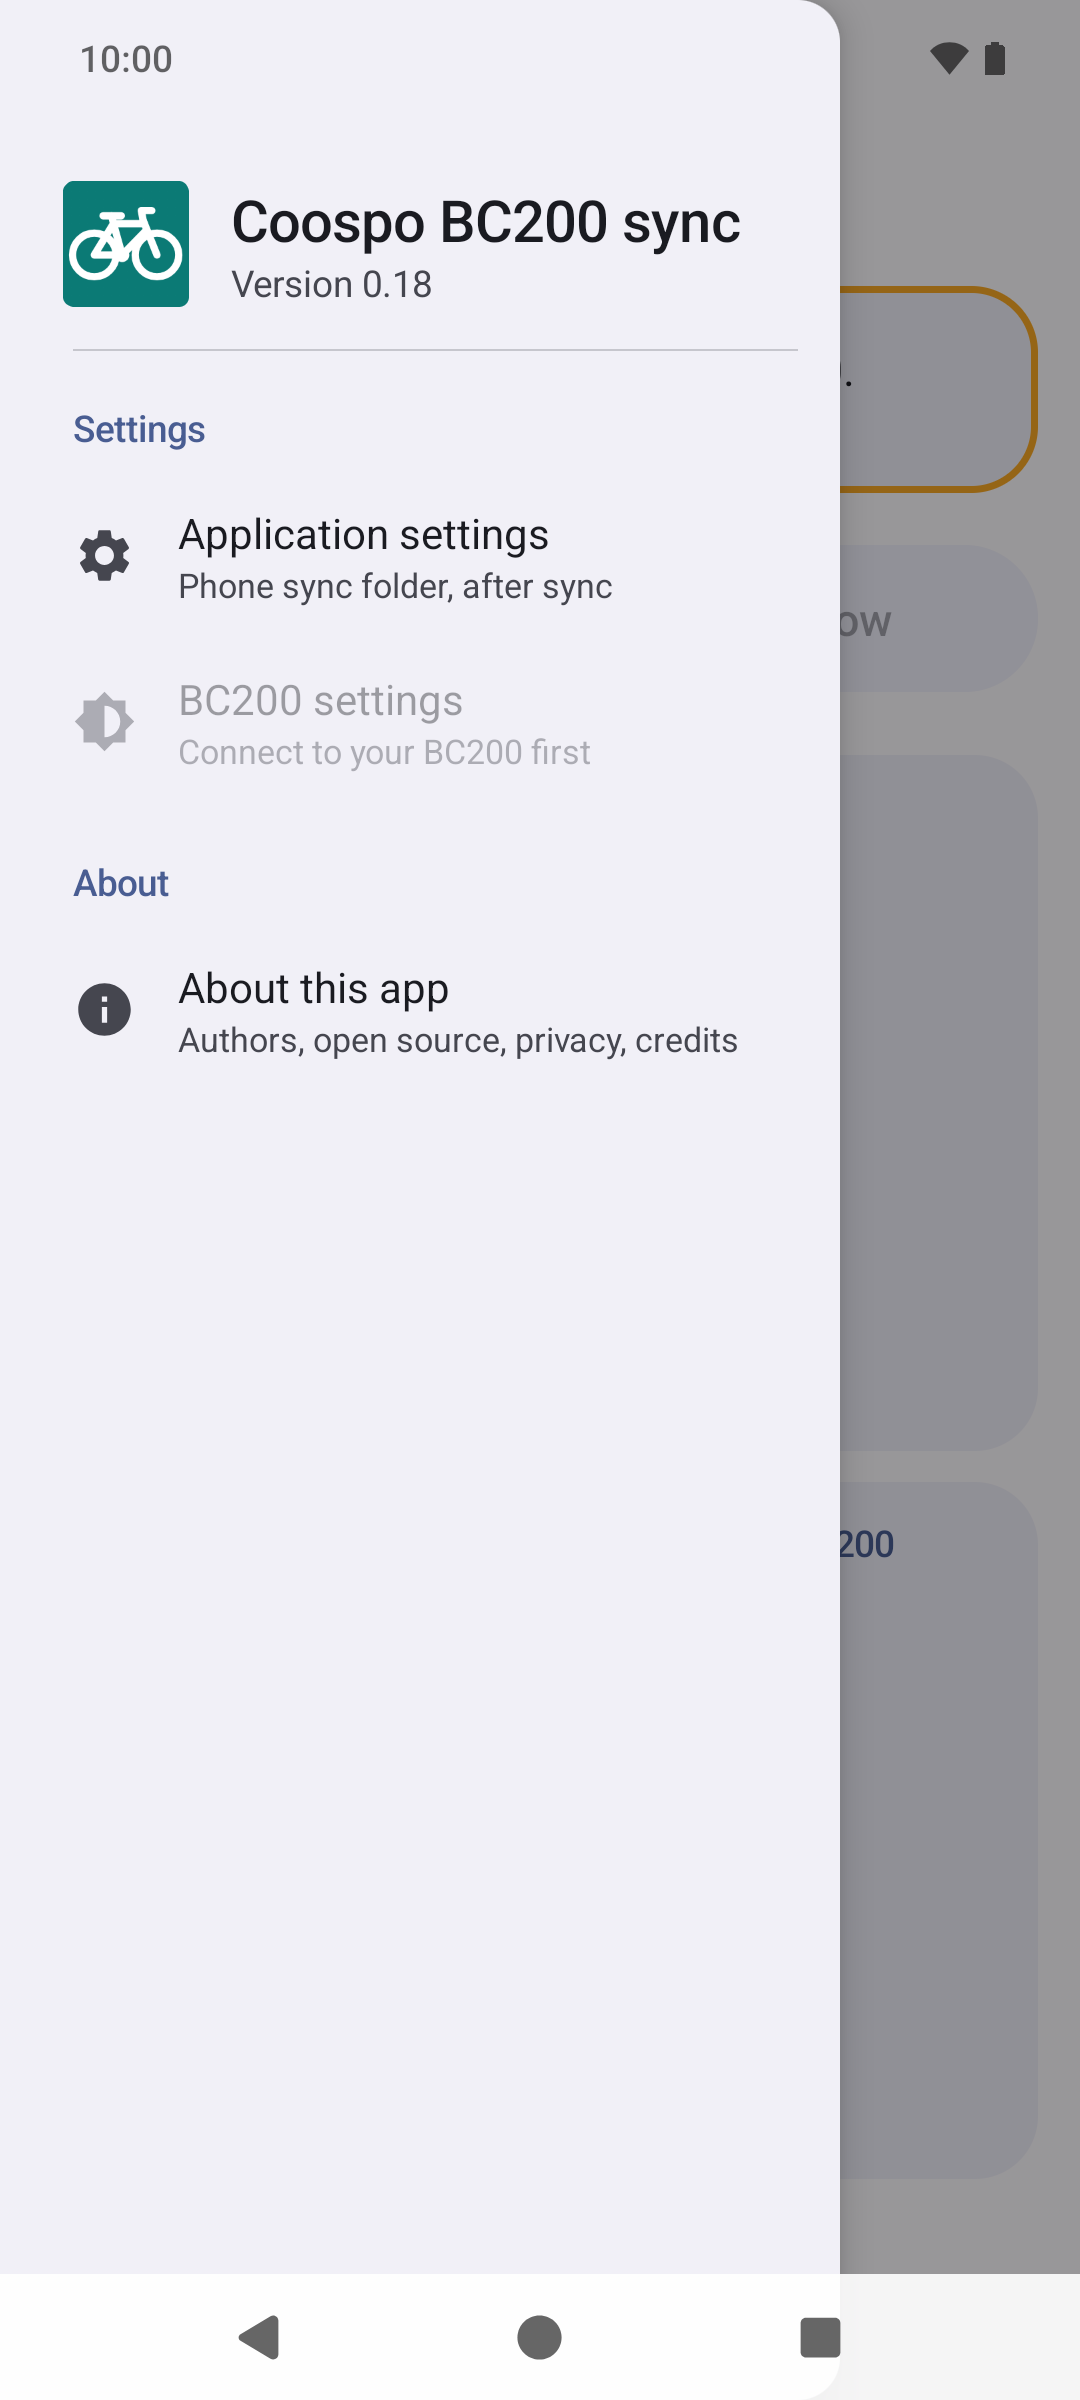 10:00
Coospo BC200 sync
Version 0.18
Settings
Application settings
Phone sync folder, after sync
BC200 settings
Connect to your BC200 first
About
About this app
Authors, open source, privacy, credits
ow
200